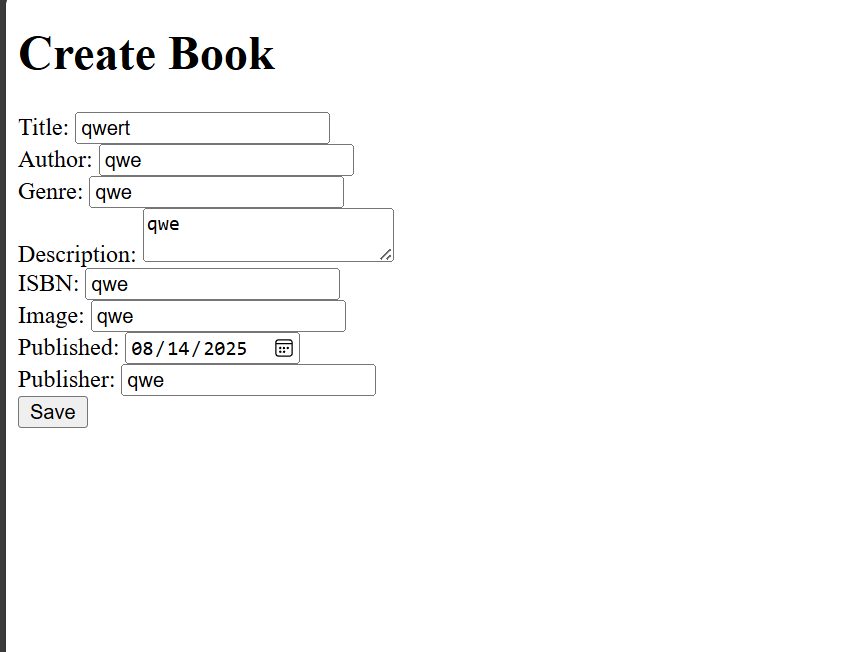 Create Book
Title: qwert
Author: qwe
Genre: qwe
Description: qwe
ISBN: qwe
Image: qwe
Published: 08/14/2025
Publisher: qwe
Save